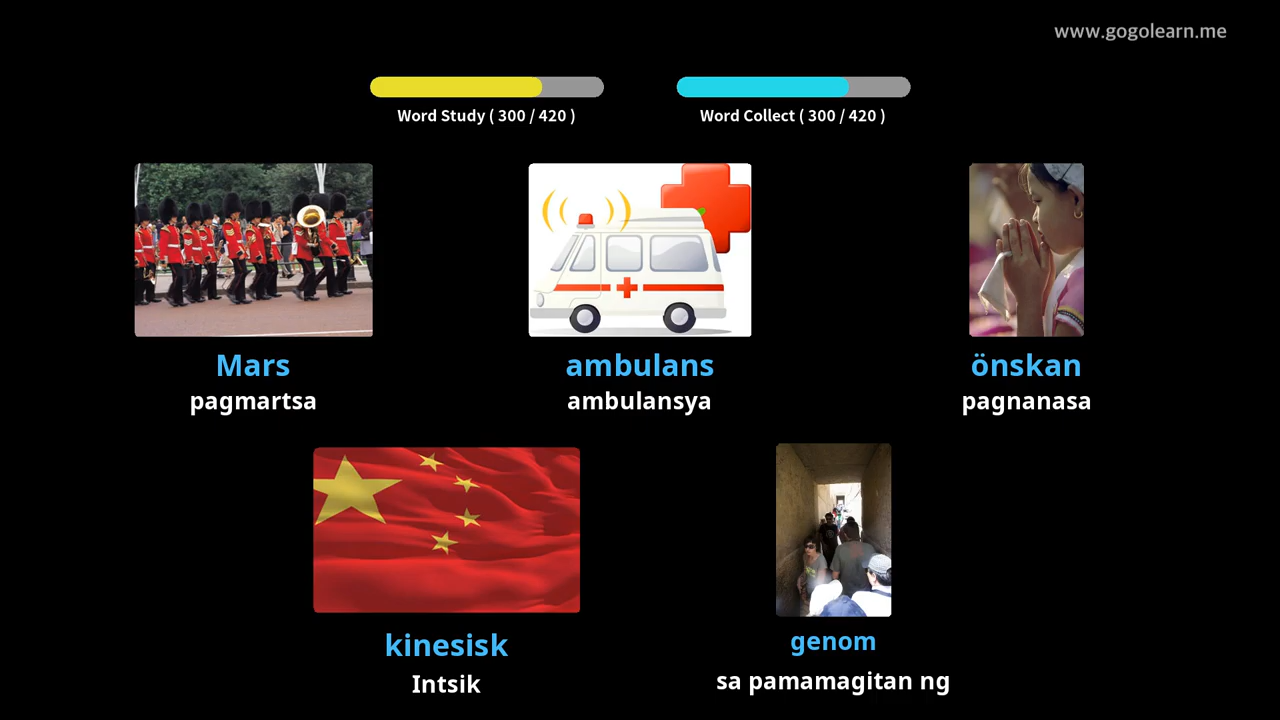 www.gogolearn.me
Word Study ( 300 / 420 )
Word Collect ( 300 / 420 )
Mars
pagmartsa
ambulans
ambulansya
önskan
pagnanasa
kinesisk
Intsik
genom
sa pamamagitan ng